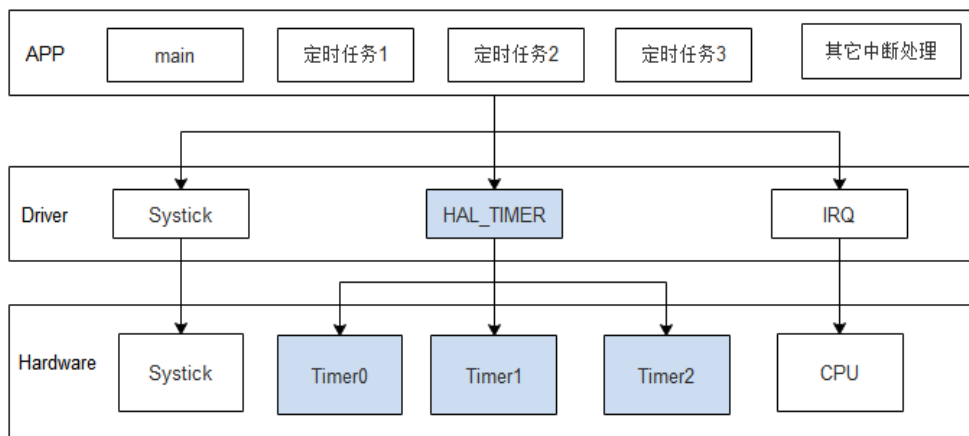 APP
main
定时任务1
定时任务2
定时任务3
其它中断处理
Driver
Systick
HAL_TIMER
IRQ
Hardware
Systick
Timer0
Timer1
Timer2
CPU